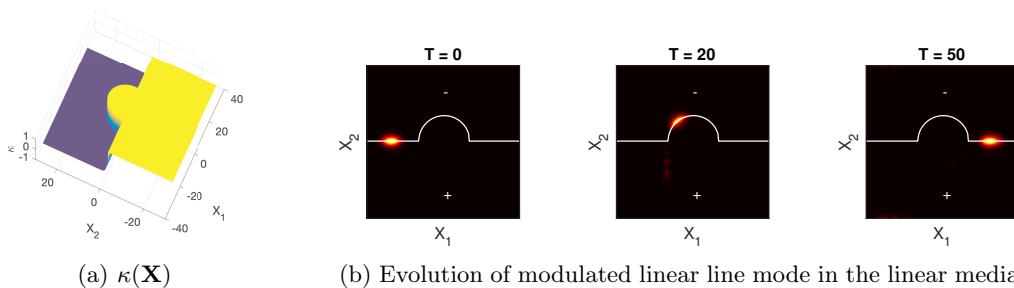 T = 0
T = 20
T = 50
κ
1
0
-1
20
0
-20
X₂
-40
-20
0
20
40
X₁
X₂
-
+
X₁
X₂
-
+
X₁
X₂
-
+
X₁
(a) κ(X)
(b) Evolution of modulated linear line mode in the linear media